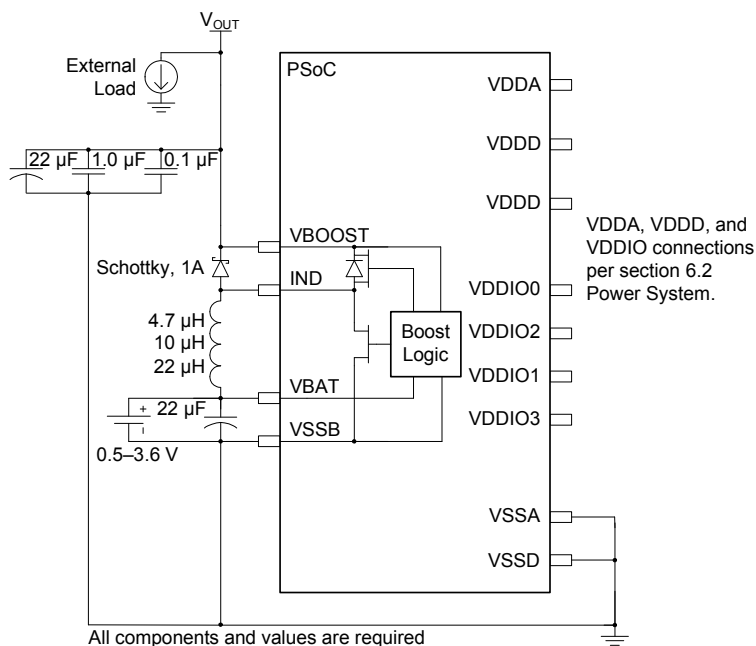 VOUT
External
Load
PSoC
VDDA
VDDD
22 µF 1.0 µF 0.1 µF
VDDD
VDDA, VDDD, and
VDDIO connections
per section 6.2
Power System.
VBOOST
Schottky, 1A
IND
VDDIO0
4.7 µH
10 µH
22 µH
Boost
Logic
VDDIO2
VDDIO1
VBAT
22 µF
+
–
VDDIO3
VSSB
0.5–3.6 V
VSSA
VSSD
All components and values are required